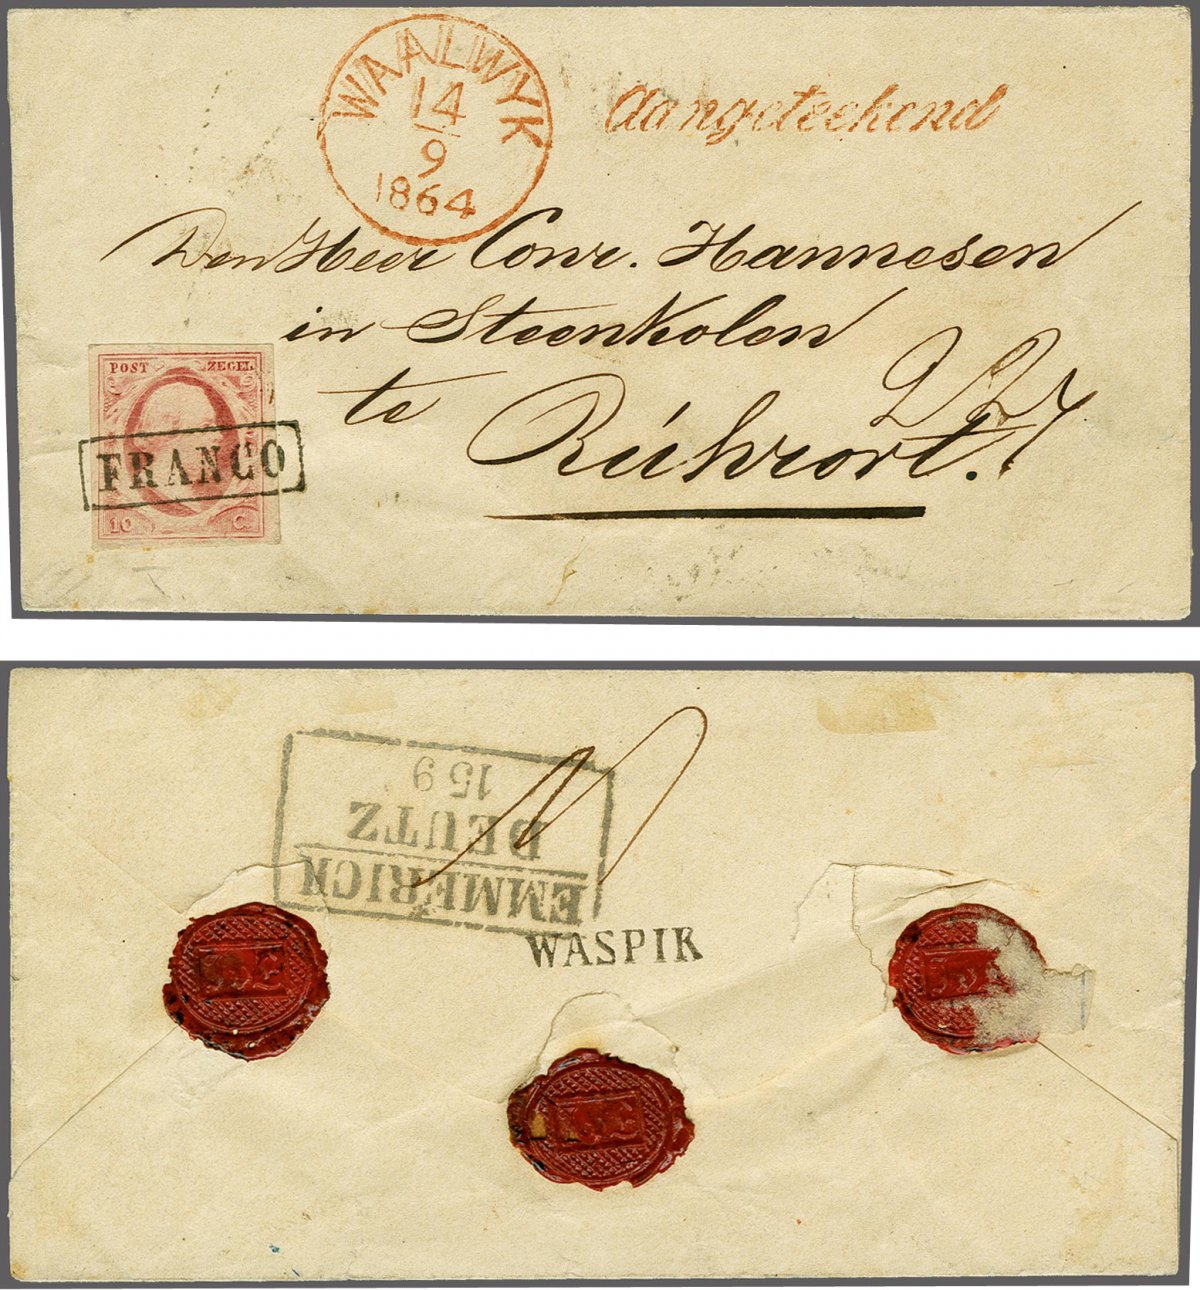 WAALWYK
14
9
1864
Aangeteekend
Den Heer Conr. Hannesen
in Steenkolen
te Rúhrort.
POST ZEGEL
FRANCO
10 C.
EMMERICH
DEUTZ
15 9
WASPIK